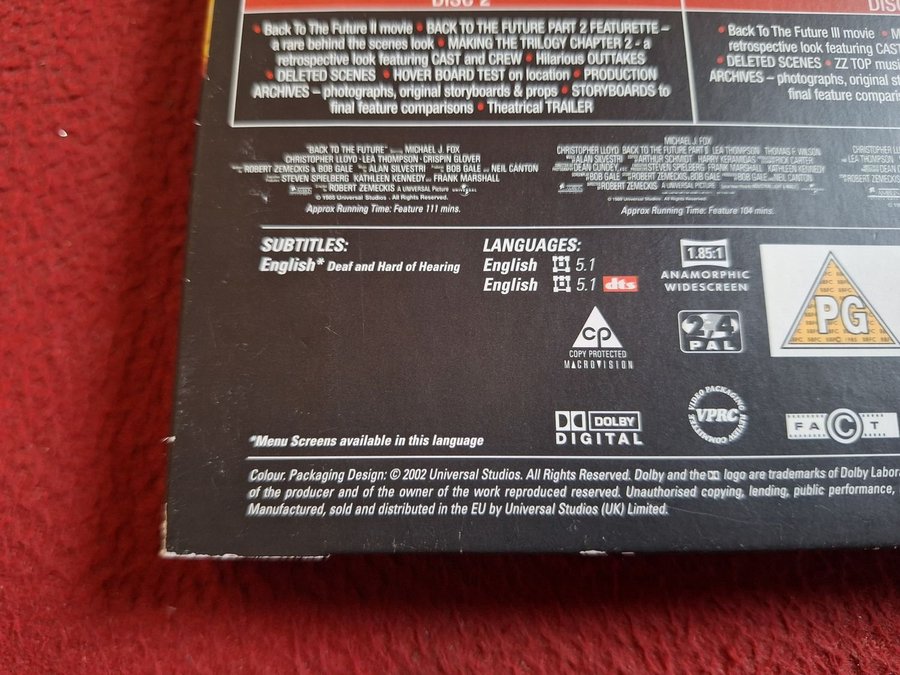 DISC 2
• Back To The Future II movie • BACK TO THE FUTURE PART 2 FEATURETTE –
a rare behind the scenes look • MAKING THE TRILOGY CHAPTER 2 - a
retrospective look featuring CAST and CREW • Hilarious OUTTAKES
• DELETED SCENES • HOVER BOARD TEST on location • PRODUCTION
ARCHIVES – photographs, original storyboards & props • STORYBOARDS to
final feature comparisons • Theatrical TRAILER
DISC
• Back To The Future III movie •
retrospective look featuring CAST
• DELETED SCENES • ZZ TOP
ARCHIVES – photographs, original
final feature
"BACK TO THE FUTURE" MICHAEL J. FOX
CHRISTOPHER LLOYD · LEA THOMPSON · CRISPIN GLOVER
ROBERT ZEMECKIS & BOB GALE ALAN SILVESTRI BOB GALE AND NEIL CANTON
STEVEN SPIELBERG KATHLEEN KENNEDY AND FRANK MARSHALL
ROBERT ZEMECKIS A UNIVERSAL Picture
© 1985 Universal Studios . All Rights Reserved.
Approx Running Time: Feature 111 mins.
MICHAEL J. FOX
CHRISTOPHER LLOYD BACK TO THE FUTURE PART II LEA THOMPSON THOMAS F. WILSON
ALAN SILVESTRI ARTHUR SCHMIDT HARRY KERAMIDAS RICK CARTER
DEAN CUNDEY, STEVEN SPIELBERG FRANK MARSHALL KATHLEEN KENNEDY
BOB GALE ROBERT ZEMECKIS BOB GALE BOB GALE NEIL CANTON
ROBERT ZEMECKIS A UNIVERSAL PICTURE
© 1989 Universal Studios. All Rights Reserved.
Approx Running Time: Feature 104 mins.
CHRISTOPHER
LEA THOMPSON
DEAN
SUBTITLES:
English* Deaf and Hard of Hearing
LANGUAGES:
English 5.1
English 5.1 dts
1.85:1
ANAMORPHIC
WIDESCREEN
PG
cp
COPY PROTECTED
MACROVISION
2,4
PAL
DOLBY
DIGITAL
VIDEO PACKAGING
VPRC
REVIEW COMMITTEE
FACT
*Menu Screens available in this language
Colour. Packaging Design: © 2002 Universal Studios. All Rights Reserved. Dolby and the logo are trademarks of Dolby
of the producer and of the owner of the work reproduced reserved. Unauthorised copying, lending, public performance,
Manufactured, sold and distributed in the EU by Universal Studios (UK) Limited.